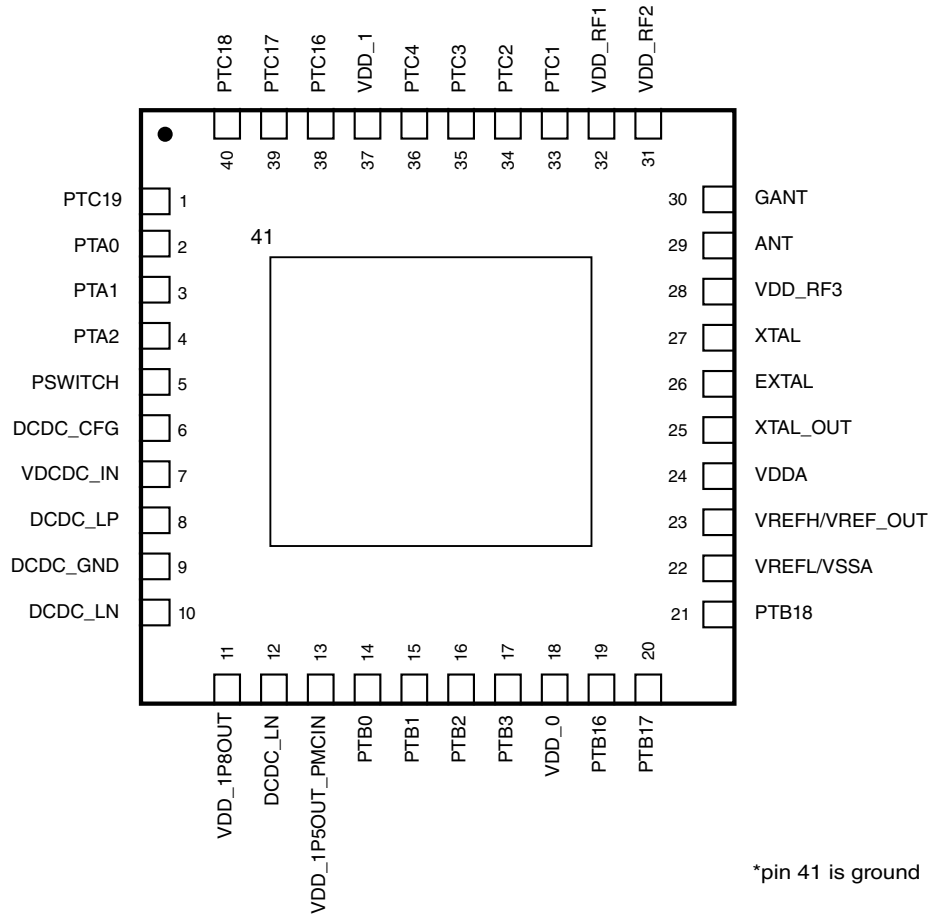 PTC18
PTC17
PTC16
VDD_1
PTC4
PTC3
PTC2
PTC1
VDD_RF1
VDD_RF2
40
39
38
37
36
35
34
33
32
31
PTC19 1
PTA0 2
PTA1 3
PTA2 4
PSWITCH 5
DCDC_CFG 6
VDCDC_IN 7
DCDC_LP 8
DCDC_GND 9
DCDC_LN 10
41
30 GANT
29 ANT
28 VDD_RF3
27 XTAL
26 EXTAL
25 XTAL_OUT
24 VDDA
23 VREFH/VREF_OUT
22 VREFL/VSSA
21 PTB18
11
12
13
14
15
16
17
18
19
20
VDD_1P8OUT
DCDC_LN
VDD_1P5OUT_PMCIN
PTB0
PTB1
PTB2
PTB3
VDD_0
PTB16
PTB17
*pin 41 is ground